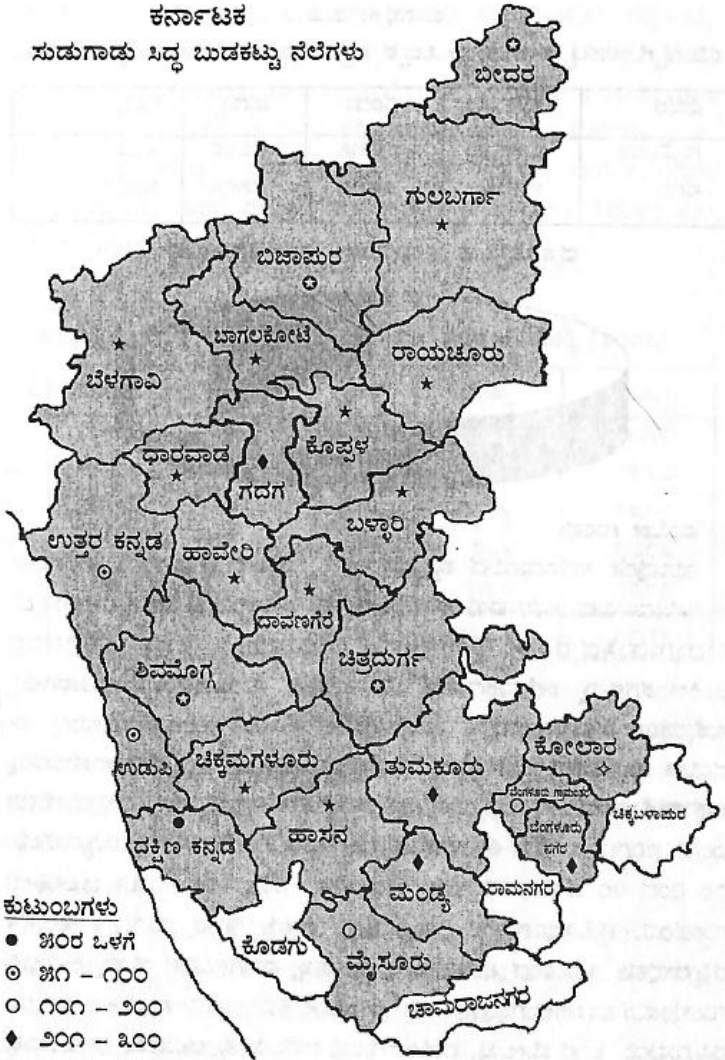 ಕರ್ನಾಟಕ
ಸುಡುಗಾಡು ಸಿದ್ಧ ಬುಡಕಟ್ಟು ನೆಲೆಗಳು
ಬೀದರ
ಗುಲಬರ್ಗಾ
ಬಿಜಾಪುರ
ಬಾಗಲಕೋಟೆ
ರಾಯಚೂರು
ಬೆಳಗಾವಿ
ಕೊಪ್ಪಳ
ಧಾರವಾಡ
ಗದಗ
ಬಳ್ಳಾರಿ
ಉತ್ತರ ಕನ್ನಡ
ಹಾವೇರಿ
ದಾವಣಗೆರೆ
ಶಿವಮೊಗ್ಗ
ಚಿತ್ರದುರ್ಗ
ಉಡುಪಿ
ಚಿಕ್ಕಮಗಳೂರು
ತುಮಕೂರು
ಕೋಲಾರ
ಬೆಂಗಳೂರು ಗ್ರಾಮಾಂತರ
ಚಿಕ್ಕಬಳಾಪುರ
ಬೆಂಗಳೂರು
ನಗರ
ದಕ್ಷಿಣ ಕನ್ನಡ
ಹಾಸನ
ರಾಮನಗರ
ಮಂಡ್ಯ
ಕೊಡಗು
ಮೈಸೂರು
ಚಾಮರಾಜನಗರ
ಕುಟುಂಬಗಳು
೫೦ರ ಒಳಗೆ
೫೧ – ೧೦೦
೧೦೧ – ೨೦೦
೨೦೧ – ೩೦೦